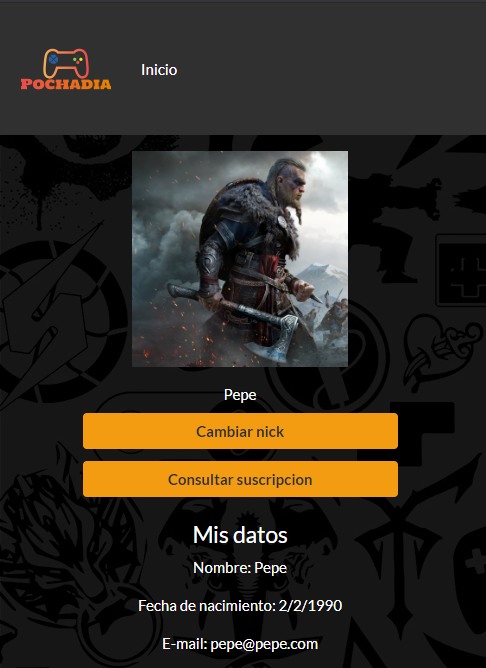 POCHADIA
Inicio
Pepe
Cambiar nick
Consultar suscripcion
Mis datos
Nombre: Pepe
Fecha de nacimiento: 2/2/1990
E-mail: pepe@pepe.com